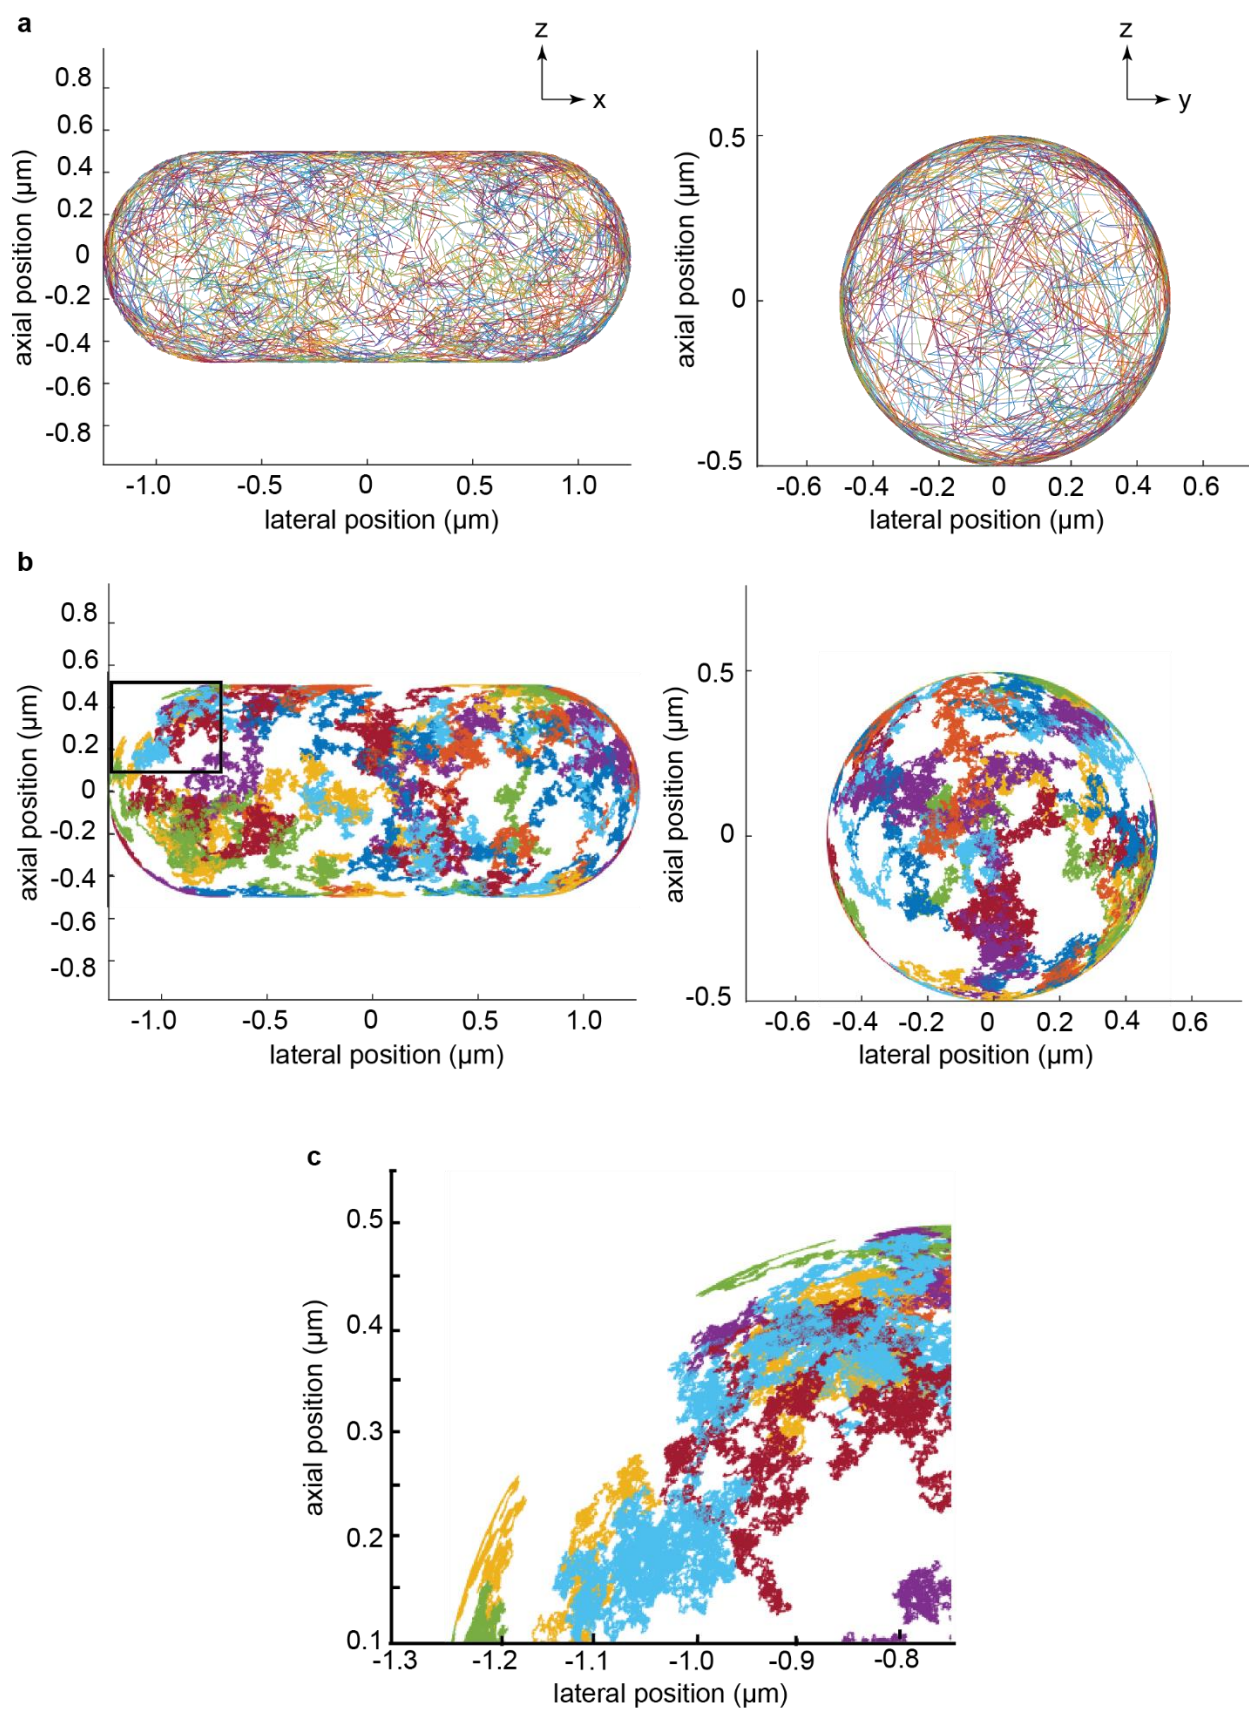 a
z
x
axial position (µm)
0.8
0.6
0.4
0.2
0
-0.2
-0.4
-0.6
-0.8
-1.0 -0.5 0 0.5 1.0
lateral position (µm)
z
y
axial position (µm)
0.5
0
-0.5
-0.6 -0.4 -0.2 0 0.2 0.4 0.6
lateral position (µm)
b
axial position (µm)
0.8
0.6
0.4
0.2
0
-0.2
-0.4
-0.6
-0.8
-1.0 -0.5 0 0.5 1.0
lateral position (µm)
axial position (µm)
0.5
0
-0.5
-0.6 -0.4 -0.2 0 0.2 0.4 0.6
lateral position (µm)
c
axial position (µm)
0.5
0.4
0.3
0.2
0.1
-1.3 -1.2 -1.1 -1.0 -0.9 -0.8
lateral position (µm)